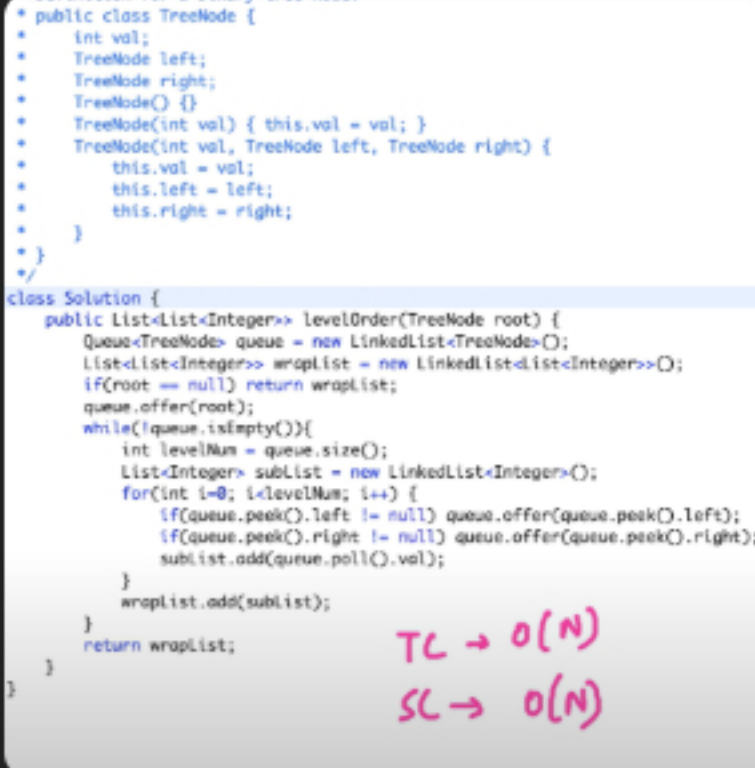 * public class TreeNode {
*     int val;
*     TreeNode left;
*     TreeNode right;
*     TreeNode() {}
*     TreeNode(int val) { this.val = val; }
*     TreeNode(int val, TreeNode left, TreeNode right) {
*         this.val = val;
*         this.left = left;
*         this.right = right;
*     }
* }
*/
class Solution {
    public List<List<Integer>> levelOrder(TreeNode root) {
        Queue<TreeNode> queue = new LinkedList<TreeNode>();
        List<List<Integer>> wrapList = new LinkedList<List<Integer>>();
        if(root == null) return wrapList;
        queue.offer(root);
        while(!queue.isEmpty()){
            int levelNum = queue.size();
            List<Integer> subList = new LinkedList<Integer>();
            for(int i=0; i<levelNum; i++) {
                if(queue.peek().left != null) queue.offer(queue.peek().left);
                if(queue.peek().right != null) queue.offer(queue.peek().right);
                subList.add(queue.poll().val);
            }
            wrapList.add(subList);
        }
        return wrapList;
    }
}
TC → O(N)
SC → O(N)